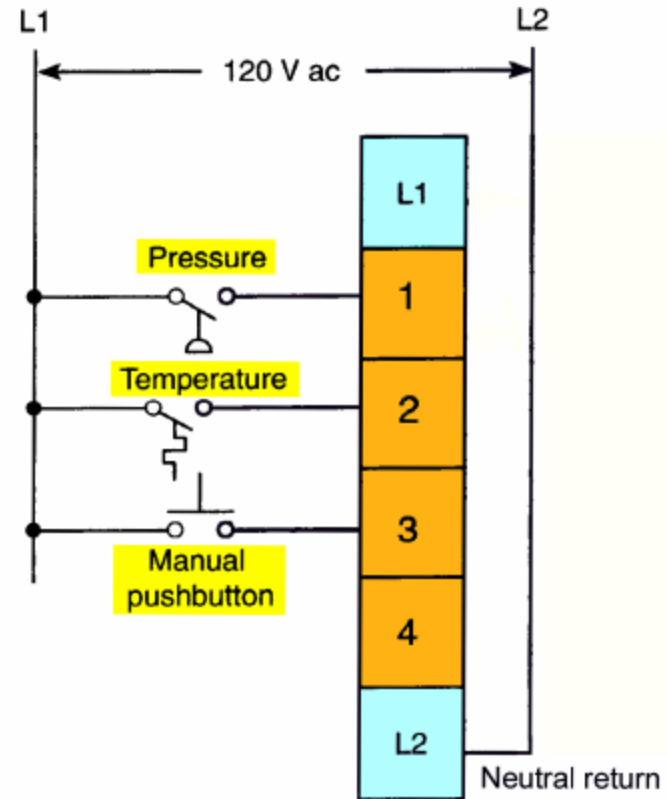 L1
L2
120 V ac
L1
Pressure
1
Temperature
2
3
Manual
pushbutton
4
L2
Neutral return